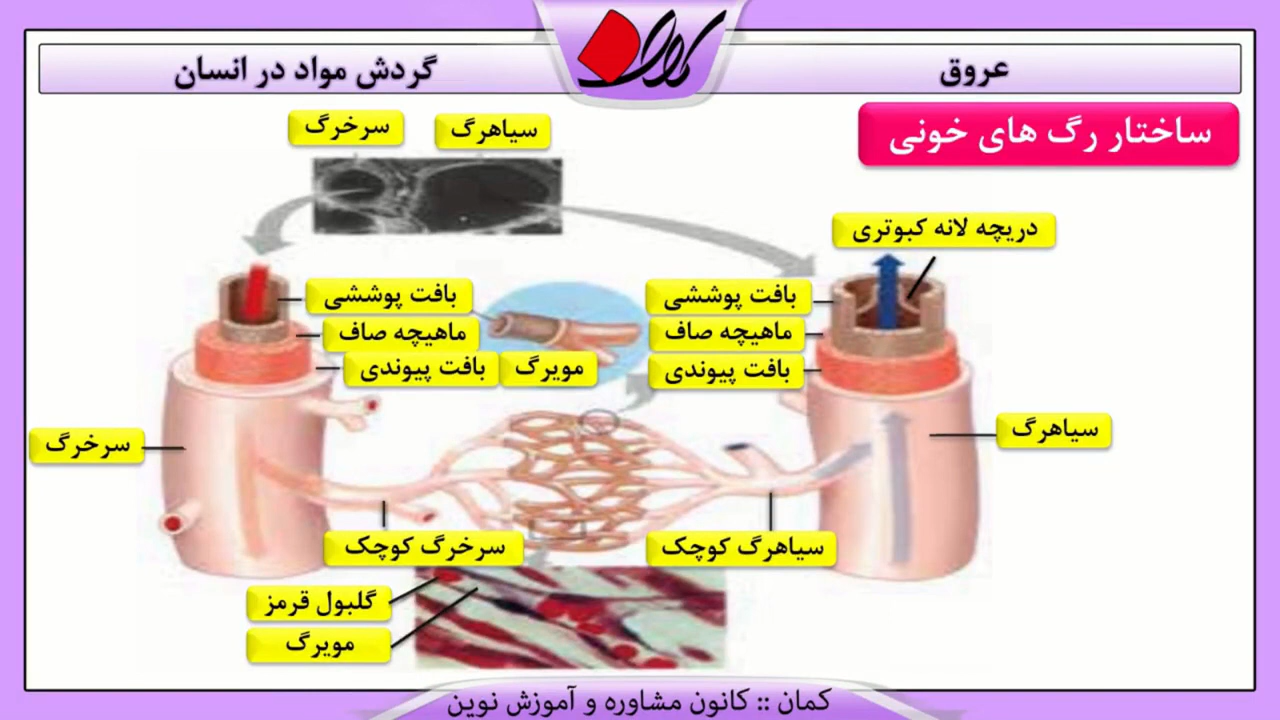 عروق
گردش مواد در انسان
کمان
ساختار رگ های خونی
سیاهرگ
سرخرگ
دریچه لانه کبوتری
بافت پوششی
ماهیچه صاف
بافت پیوندی
بافت پوششی
ماهیچه صاف
بافت پیوندی
مویرگ
سیاهرگ
سرخرگ
سیاهرگ کوچک
سرخرگ کوچک
گلبول قرمز
مویرگ
کمان :: کانون مشاوره و آموزش نوین